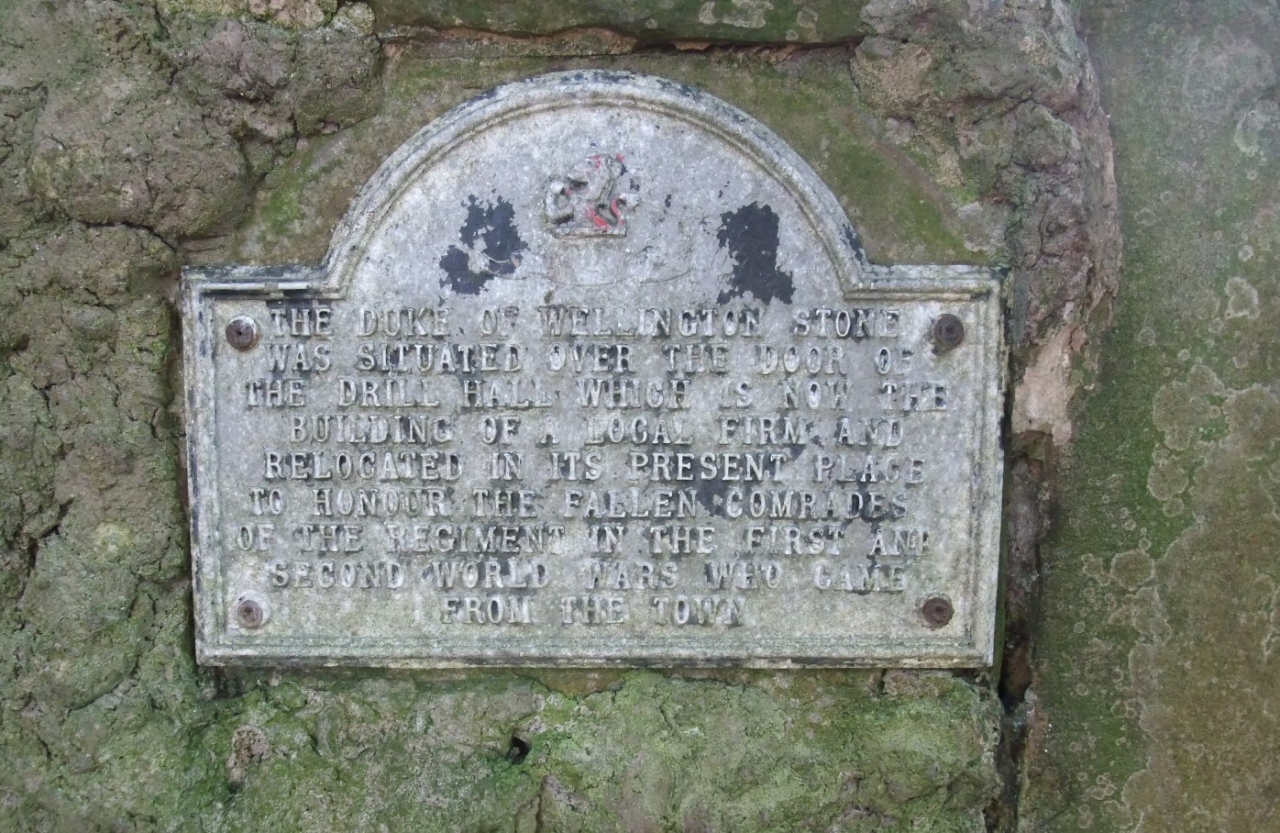 THE DUKE OF WELLINGTON STONE
WAS SITUATED OVER THE DOOR OF
THE DRILL HALL WHICH IS NOW THE
BUILDING OF A LOCAL FIRM AND
RELOCATED IN ITS PRESENT PLACE
TO HONOUR THE FALLEN COMRADES
OF THE REGIMENT IN THE FIRST AND
SECOND WORLD WARS WHO CAME
FROM THE TOWN